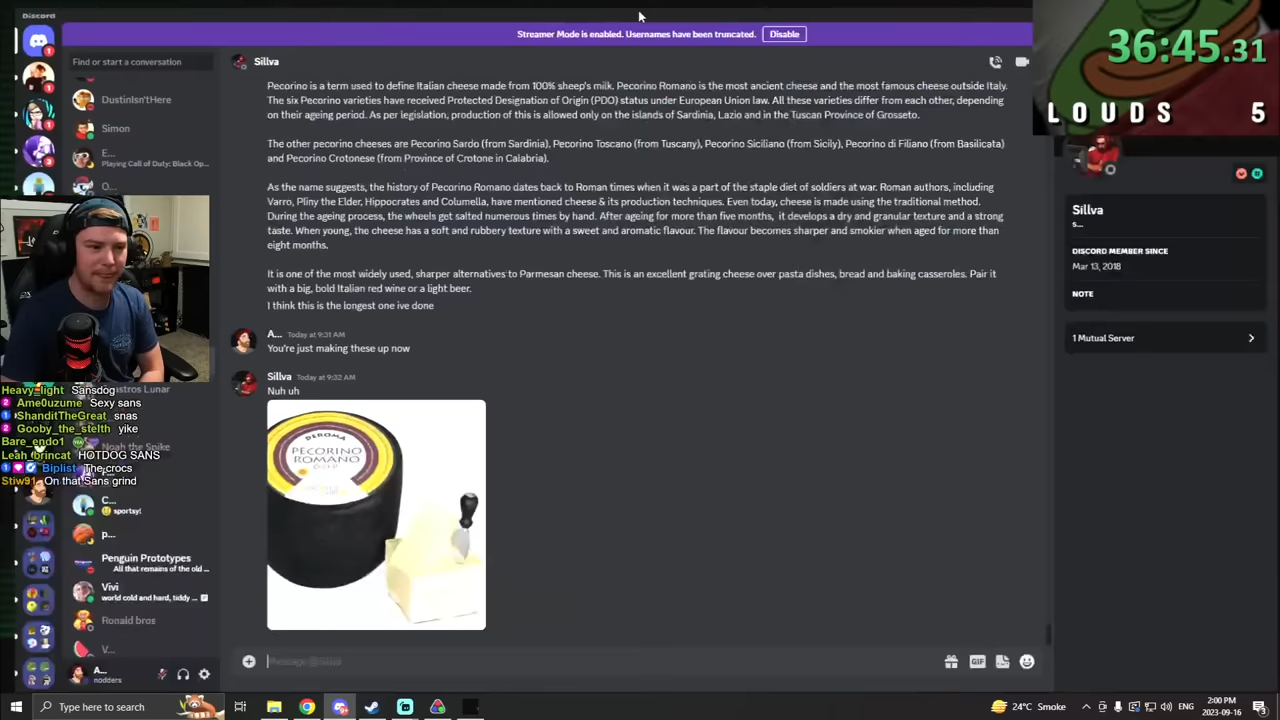 Discord
Streamer Mode is enabled. Usernames have been truncated. Disable
36:45.31
LOUDS 5
Find or start a conversation
DustinIsn'tHere
Simon
E...
Playing Call of Duty: Black Op...
O...
Sillva
Pecorino is a term used to define Italian cheese made from 100% sheep's milk. Pecorino Romano is the most ancient cheese and the most famous cheese outside Italy.
The six Pecorino varieties have received Protected Designation of Origin (PDO) status under European Union law. All these varieties differ from each other, depending
on their ageing period. As per legislation, production of this is allowed only on the islands of Sardinia, Lazio and in the Tuscan Province of Grosseto.
The other pecorino cheeses are Pecorino Sardo (from Sardinia), Pecorino Toscano (from Tuscany), Pecorino Siciliano (from Sicily), Pecorino di Filiano (from Basilicata)
and Pecorino Crotonese (from Province of Crotone in Calabria).
As the name suggests, the history of Pecorino Romano dates back to Roman times when it was a part of the staple diet of soldiers at war. Roman authors, including
Varro, Pliny the Elder, Hippocrates and Columella, have mentioned cheese & its production techniques. Even today, cheese is made using the traditional method.
During the ageing process, the wheels get salted numerous times by hand. After ageing for more than five months, it develops a dry and granular texture and a strong
taste. When young, the cheese has a soft and rubbery texture with a sweet and aromatic flavour. The flavour becomes sharper and smokier when aged for more than
eight months.
It is one of the most widely used, sharper alternatives to Parmesan cheese. This is an excellent grating cheese over pasta dishes, bread and baking casseroles. Pair it
with a big, bold Italian red wine or a light beer.
I think this is the longest one ive done
A... Today at 9:31 AM
You're just making these up now
Sillva Today at 9:32 AM
Nuh uh
DEROMA
PECORINO
ROMANO
Message @Sillva
GIF
Sillva
s...
DISCORD MEMBER SINCE
Mar 13, 2018
NOTE
1 Mutual Server
astros Lunar
Heavy_light Sansdog
2 Ame0uzume Sexy sans
1 ShanditTheGreat snas
2 Gooby_the_stelth yike
Noah the Spike
Bare_endo1
Leah_brincat HOTDOG SANS
1 Biplist The crocs
Stiw91 On that Sans grind
C...
sportsy!
p...
Penguin Prototypes
All that remains of the old ...
Vivi
world cold and hard, tiddy ...
Ronald bros
V...
A...
nodders
Type here to search
24°C Smoke
ENG
2:00 PM
2023-09-16